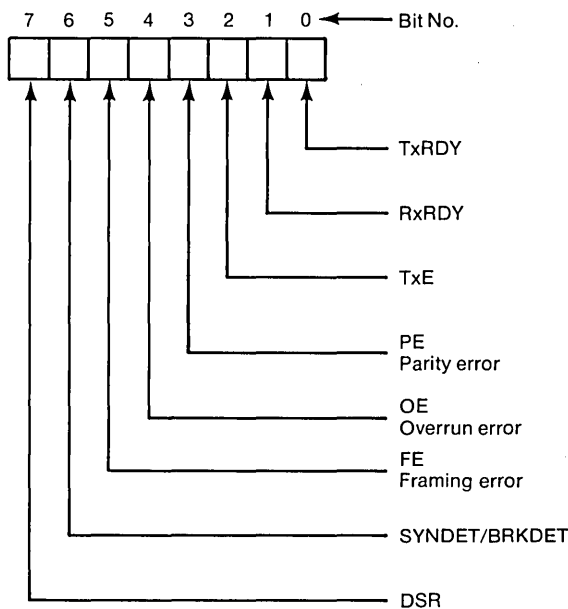 7 6 5 4 3 2 1 0 Bit No.
TxRDY
RxRDY
TxE
PE
Parity error
OE
Overrun error
FE
Framing error
SYNDET/BRKDET
DSR